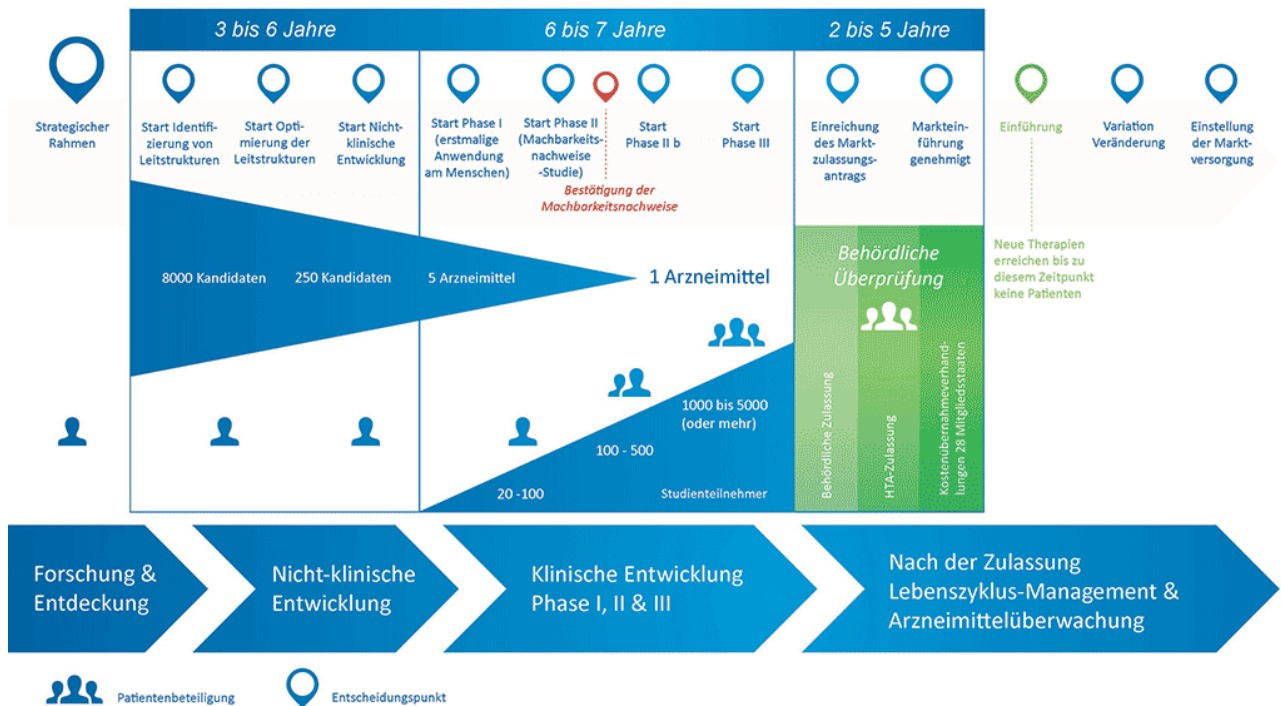 3 bis 6 Jahre
6 bis 7 Jahre
2 bis 5 Jahre
Strategischer
Rahmen
Start Identifi-
zierung von
Leitstrukturen
Start Opti-
mierung der
Leitstrukturen
Start Nicht-
klinische
Entwicklung
Start Phase I
(erstmalige
Anwendung
am Menschen)
Start Phase II
(Machbarkeits-
nachweise
-Studie)
Bestätigung der
Machbarkeitsnachweise
Start
Phase II b
Start
Phase III
Einreichung
des Markt-
zulassungs-
antrags
Marktein-
führung
genehmigt
Einführung
Variation
Veränderung
Einstellung
der Markt-
versorgung
8000 Kandidaten
250 Kandidaten
5 Arzneimittel
1 Arzneimittel
Behördliche
Überprüfung
Neue Therapien
erreichen bis zu
diesem Zeitpunkt
keine Patienten
20 -100
100 - 500
1000 bis 5000
(oder mehr)
Studienteilnehmer
Behördliche Zulassung
HTA-Zulassung
Kostenübernahmeverhand-
lungen 28 Mitgliedsstaaten
Forschung &
Entdeckung
Nicht-klinische
Entwicklung
Klinische Entwicklung
Phase I, II & III
Nach der Zulassung
Lebenszyklus-Management &
Arzneimittelüberwachung
Patientenbeteiligung
Entscheidungspunkt